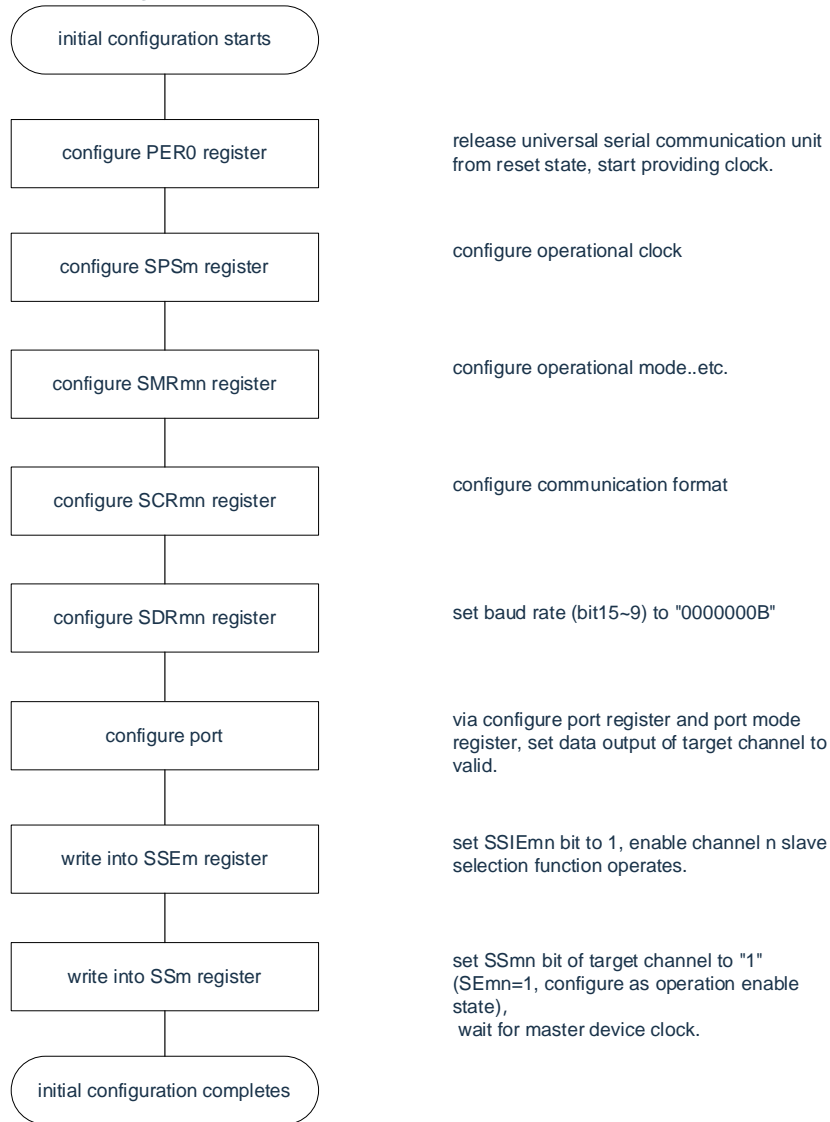 initial configuration starts
configure PER0 register
release universal serial communication unit
from reset state, start providing clock.
configure SPSm register
configure operational clock
configure SMRmn register
configure operational mode..etc.
configure SCRmn register
configure communication format
configure SDRmn register
set baud rate (bit15~9) to "0000000B"
configure port
via configure port register and port mode
register, set data output of target channel to
valid.
write into SSEm register
set SSIEmn bit to 1, enable channel n slave
selection function operates.
write into SSm register
set SSmn bit of target channel to "1"
(SEmn=1, configure as operation enable
state),
wait for master device clock.
initial configuration completes